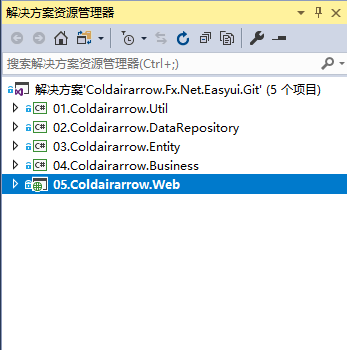 解决方案资源管理器
搜索解决方案资源管理器(Ctrl+;)
解决方案'Coldairarrow.Fx.Net.Easyui.Git' (5 个项目)
C# 01.Coldairarrow.Util
C# 02.Coldairarrow.DataRepository
C# 03.Coldairarrow.Entity
C# 04.Coldairarrow.Business
05.Coldairarrow.Web